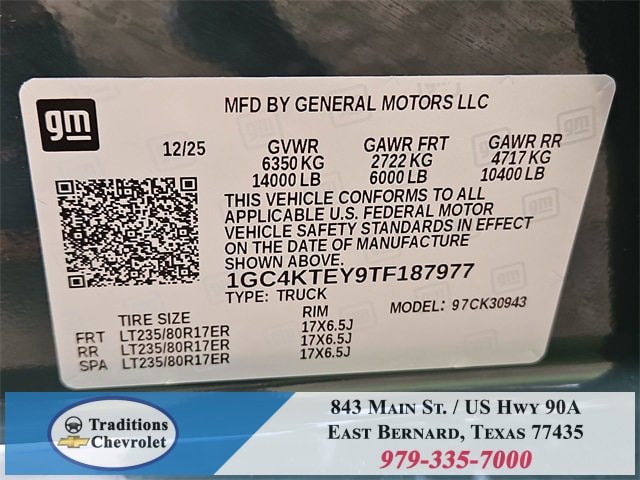 gm
MFD BY GENERAL MOTORS LLC
12/25
GVWR GAWR FRT GAWR RR
6350 KG 2722 KG 4717 KG
14000 LB 6000 LB 10400 LB
THIS VEHICLE CONFORMS TO ALL
APPLICABLE U.S. FEDERAL MOTOR
VEHICLE SAFETY STANDARDS IN EFFECT
ON THE DATE OF MANUFACTURE
SHOWN ABOVE.
1GC4KTEY9TF187977
TYPE: TRUCK MODEL: 97CK30943
TIRE SIZE RIM
FRT LT235/80R17ER 17X6.5J
RR LT235/80R17ER 17X6.5J
SPA LT235/80R17ER 17X6.5J
Traditions
Chevrolet
843 Main St. / US Hwy 90A
East Bernard, Texas 77435
979-335-7000